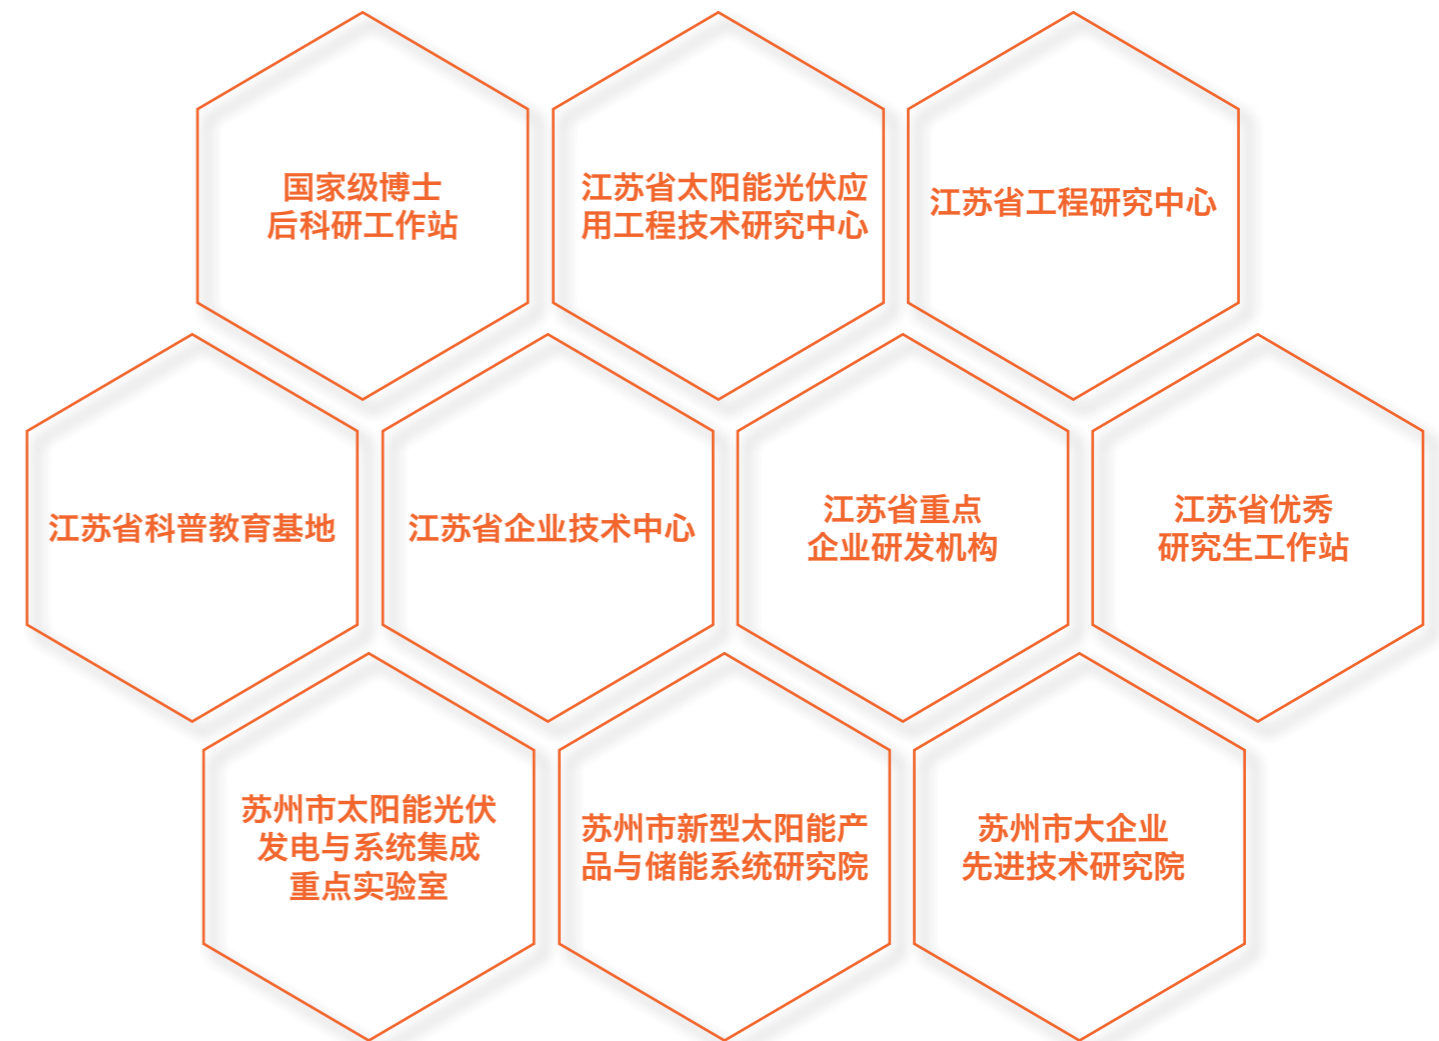 国家级博士
后科研工作站
江苏省太阳能光伏应
用工程技术研究中心
江苏省工程研究中心
江苏省科普教育基地
江苏省企业技术中心
江苏省重点
企业研发机构
江苏省优秀
研究生工作站
苏州市太阳能光伏
发电与系统集成
重点实验室
苏州市新型太阳能产
品与储能系统研究院
苏州市大企业
先进技术研究院